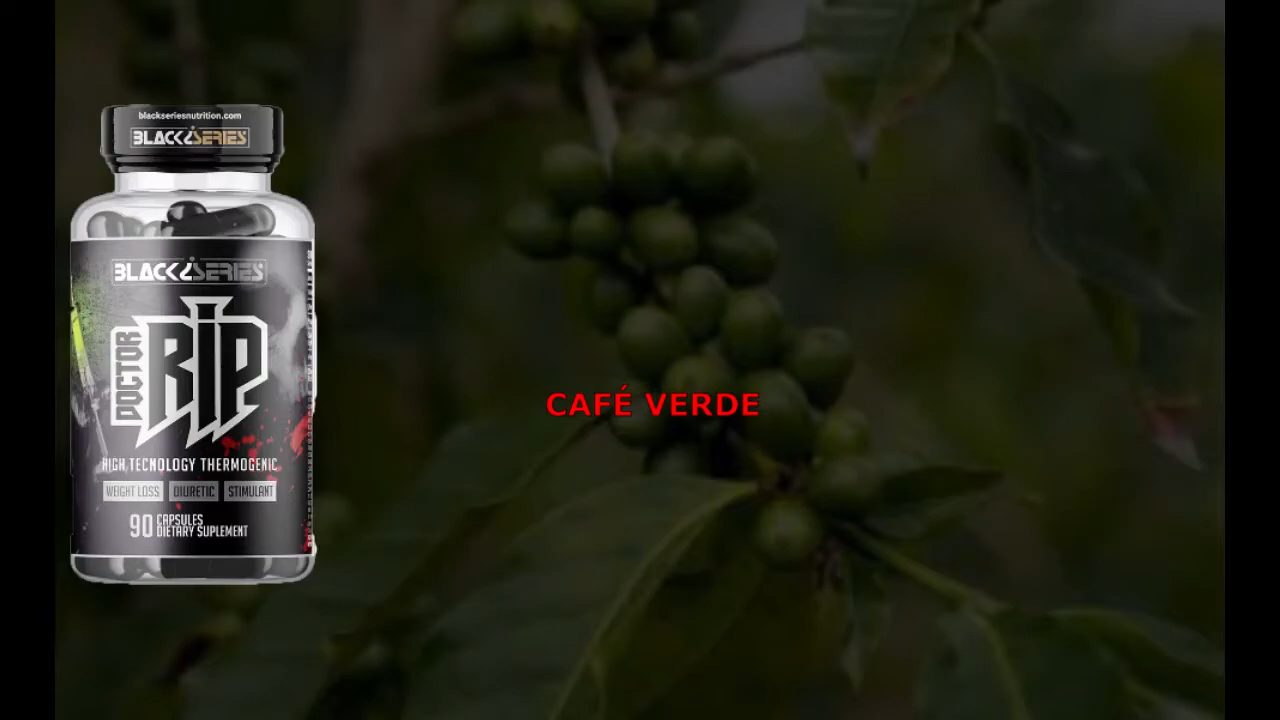 blackseriesnutrition.com
BLACK SERIES
BLACK SERIES
DOCTOR
RIP
HIGH TECNOLOGY THERMOGENIC
WEIGHT LOSS DIURETIC STIMULANT
90 CAPSULES
DIETARY SUPLEMENT
CAFÉ VERDE